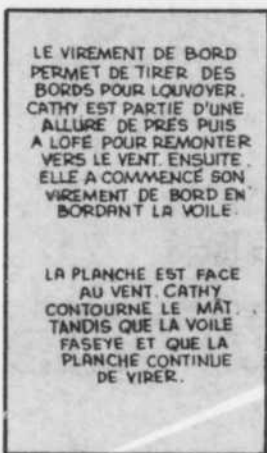 LE VIREMENT DE BORD
PERMET DE TIRER DES
BORDS POUR LOUVOYER.
CATHY EST PARTIE D'UNE
ALLURE DE PRÈS PUIS
A LOFÉ POUR REMONTER
VERS LE VENT. ENSUITE
ELLE A COMMENCÉ SON
VIREMENT DE BORD EN
BORDANT LA VOILE.
LA PLANCHE EST FACE
AU VENT. CATHY
CONTOURNE LE MÂT
TANDIS QUE LA VOILE
FASEYE ET QUE LA
PLANCHE CONTINUE
DE VIRER.